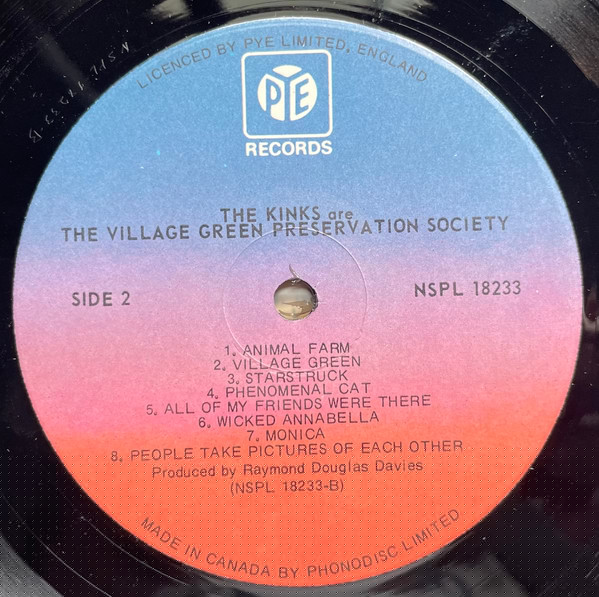 LICENCED BY PYE LIMITED, ENGLAND
PYE
RECORDS
THE KINKS are
THE VILLAGE GREEN PRESERVATION SOCIETY
SIDE 2
NSPL 18233
1. ANIMAL FARM
2. VILLAGE GREEN
3. STARSTRUCK
4. PHENOMENAL CAT
5. ALL OF MY FRIENDS WERE THERE
6. WICKED ANNABELLA
7. MONICA
8. PEOPLE TAKE PICTURES OF EACH OTHER
Produced by Raymond Douglas Davies
(NSPL 18233-B)
MADE IN CANADA BY PHONODISC LIMITED